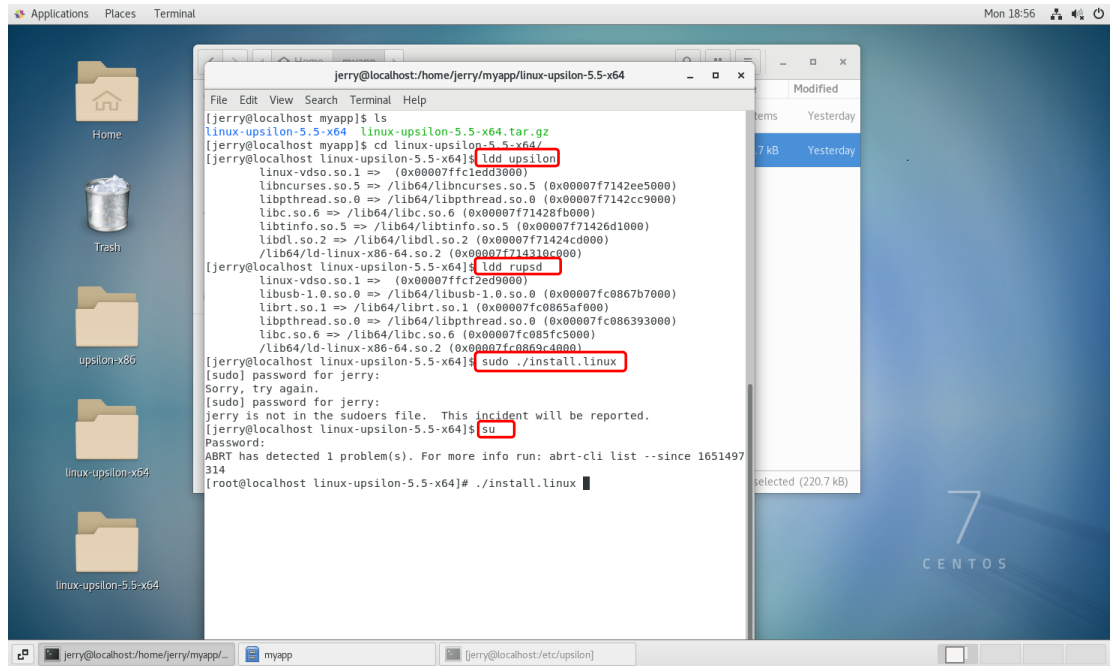 Applications Places Terminal
Mon 18:56
Home
Trash
upsilon-x86
linux-upsilon-x64
linux-upsilon-5.5-x64
Home myapp
Modified
Yesterday
7 kB Yesterday
selected (220.7 kB)
jerry@localhost:/home/jerry/myapp/linux-upsilon-5.5-x64
File Edit View Search Terminal Help
[jerry@localhost myapp]$ ls
linux-upsilon-5.5-x64 linux-upsilon-5.5-x64.tar.gz
[jerry@localhost myapp]$ cd linux-upsilon-5.5-x64/
[jerry@localhost linux-upsilon-5.5-x64]$ ldd upsilon
linux-vdso.so.1 => (0x00007ffc1edd3000)
libncurses.so.5 => /lib64/libncurses.so.5 (0x00007f7142ee5000)
libpthread.so.0 => /lib64/libpthread.so.0 (0x00007f7142cc9000)
libc.so.6 => /lib64/libc.so.6 (0x00007f71428fb000)
libtinfo.so.5 => /lib64/libtinfo.so.5 (0x00007f71426d1000)
libdl.so.2 => /lib64/libdl.so.2 (0x00007f71424cd000)
/lib64/ld-linux-x86-64.so.2 (0x00007f714310c000)
[jerry@localhost linux-upsilon-5.5-x64]$ ldd rupsd
linux-vdso.so.1 => (0x00007ffcf2ed9000)
libusb-1.0.so.0 => /lib64/libusb-1.0.so.0 (0x00007fc0867b7000)
librt.so.1 => /lib64/librt.so.1 (0x00007fc0865af000)
libpthread.so.0 => /lib64/libpthread.so.0 (0x00007fc086393000)
libc.so.6 => /lib64/libc.so.6 (0x00007fc085fc5000)
/lib64/ld-linux-x86-64.so.2 (0x00007fc0869c4000)
[jerry@localhost linux-upsilon-5.5-x64]$ sudo ./install.linux
[sudo] password for jerry:
Sorry, try again.
[sudo] password for jerry:
jerry is not in the sudoers file. This incident will be reported.
[jerry@localhost linux-upsilon-5.5-x64]$ su
Password:
ABRT has detected 1 problem(s). For more info run: abrt-cli list --since 1651497
314
[root@localhost linux-upsilon-5.5-x64]# ./install.linux
7
CENTOS
jerry@localhost:/home/jerry/myapp/...
myapp
[jerry@localhost:/etc/upsilon]